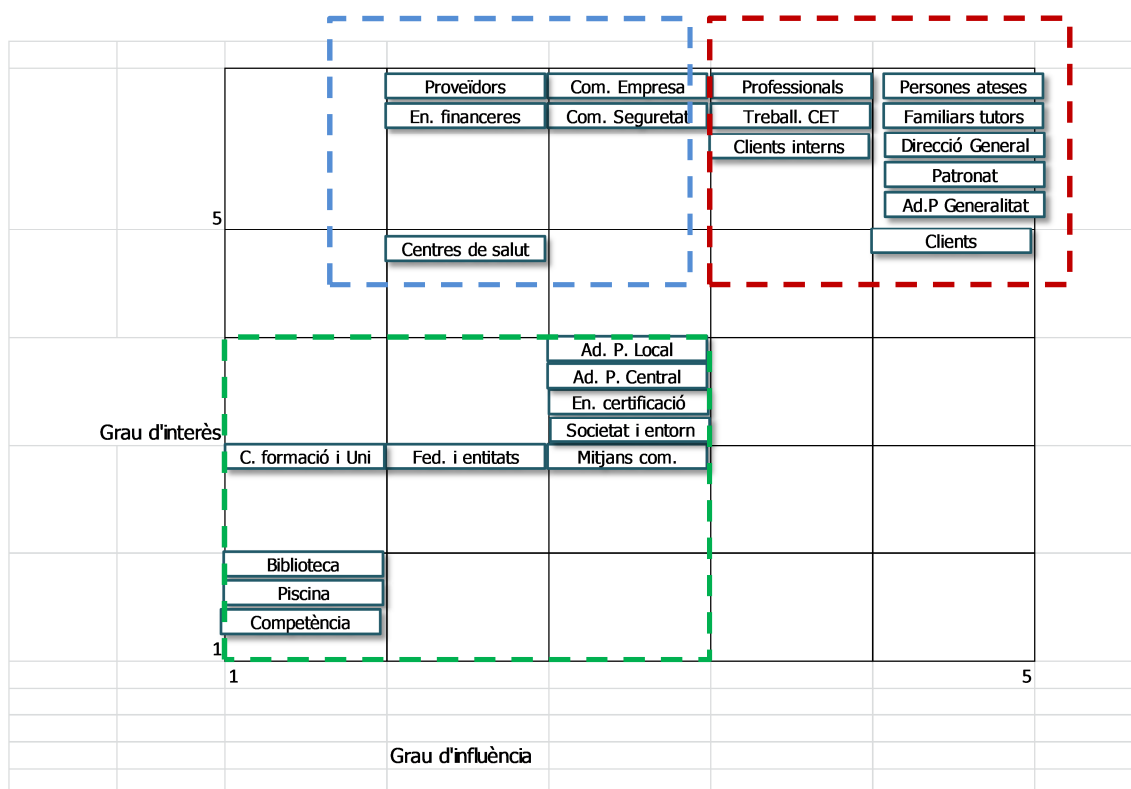 Proveïdors
Com. Empresa
Professionals
Persones ateses
En. financeres
Com. Seguretat
Treball. CET
Familiars tutors
Clients interns
Direcció General
Patronat
Ad.P Generalitat
5
Centres de salut
Clients
Ad. P. Local
Ad. P. Central
En. certificació
Societat i entorn
Grau d'interès
C. formació i Uni
Fed. i entitats
Mitjans com.
Biblioteca
Piscina
Competència
1
1
5
Grau d'influència